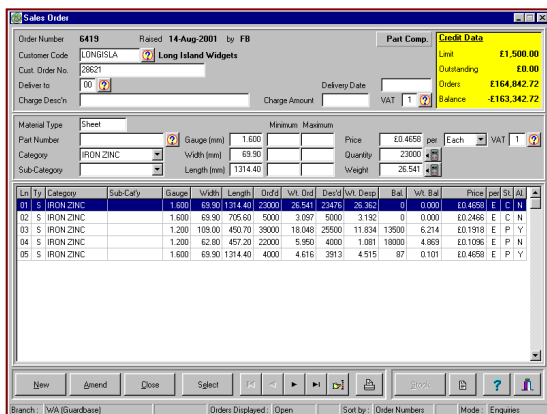 Sales Order
Order Number 6419 Raised 14-Aug-2001 by FB Part Comp. Credit Data
Customer Code LONGISLA Long Island Widgets Limit £1,500.00
Cust. Order No. 28621 Outstanding £0.00
Deliver to 00 Delivery Date Orders £164,842.72
Charge Desc'n Charge Amount VAT 1 Balance -£163,342.72
Material Type Sheet Minimum Maximum
Part Number Gauge (mm) 1.600 Price £0.4658 per Each VAT 1
Category IRON ZINC Width (mm) 69.90 Quantity 23000
Sub-Category Length (mm) 1314.40 Weight 26.541
Ln Ty Category Sub-Cat'y Gauge Width Length Ord'd Wt. Ord Des'd Wt. Desp Bal. Wt. Bal Price per St. Al.
01 S IRON ZINC 1.600 69.90 1314.40 23000 26.541 23476 26.362 0 0.000 £0.4658 E C N
02 S IRON ZINC 1.600 69.90 705.60 5000 3.097 5000 3.192 0 0.000 £0.2466 E C N
03 S IRON ZINC 1.200 109.00 450.70 39000 18.048 25500 11.834 13500 6.214 £0.1918 E P Y
04 S IRON ZINC 1.200 62.80 457.20 22000 5.950 4000 1.081 18000 4.869 £0.1096 E P N
05 S IRON ZINC 1.600 69.90 1314.40 4000 4.616 3913 4.515 87 0.101 £0.4658 E P Y
New Amend Close Select Stock
Branch : WA (Guardbase) Orders Displayed : Open Sort by : Order Numbers Mode : Enquiries